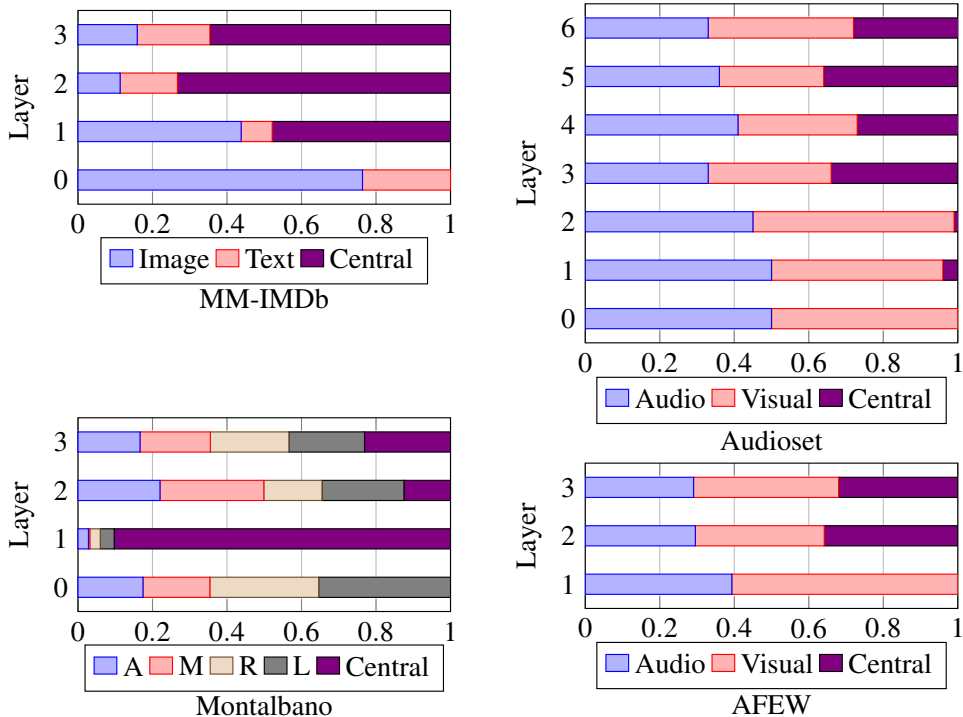 Layer
3
2
1
0
0 0.2 0.4 0.6 0.8 1
Image Text Central
MM-IMDb
Layer
6
5
4
3
2
1
0
0 0.2 0.4 0.6 0.8 1
Audio Visual Central
Audioset
Layer
3
2
1
0
0 0.2 0.4 0.6 0.8 1
A M R L Central
Montalbano
Layer
3
2
1
0 0.2 0.4 0.6 0.8 1
Audio Visual Central
AFEW